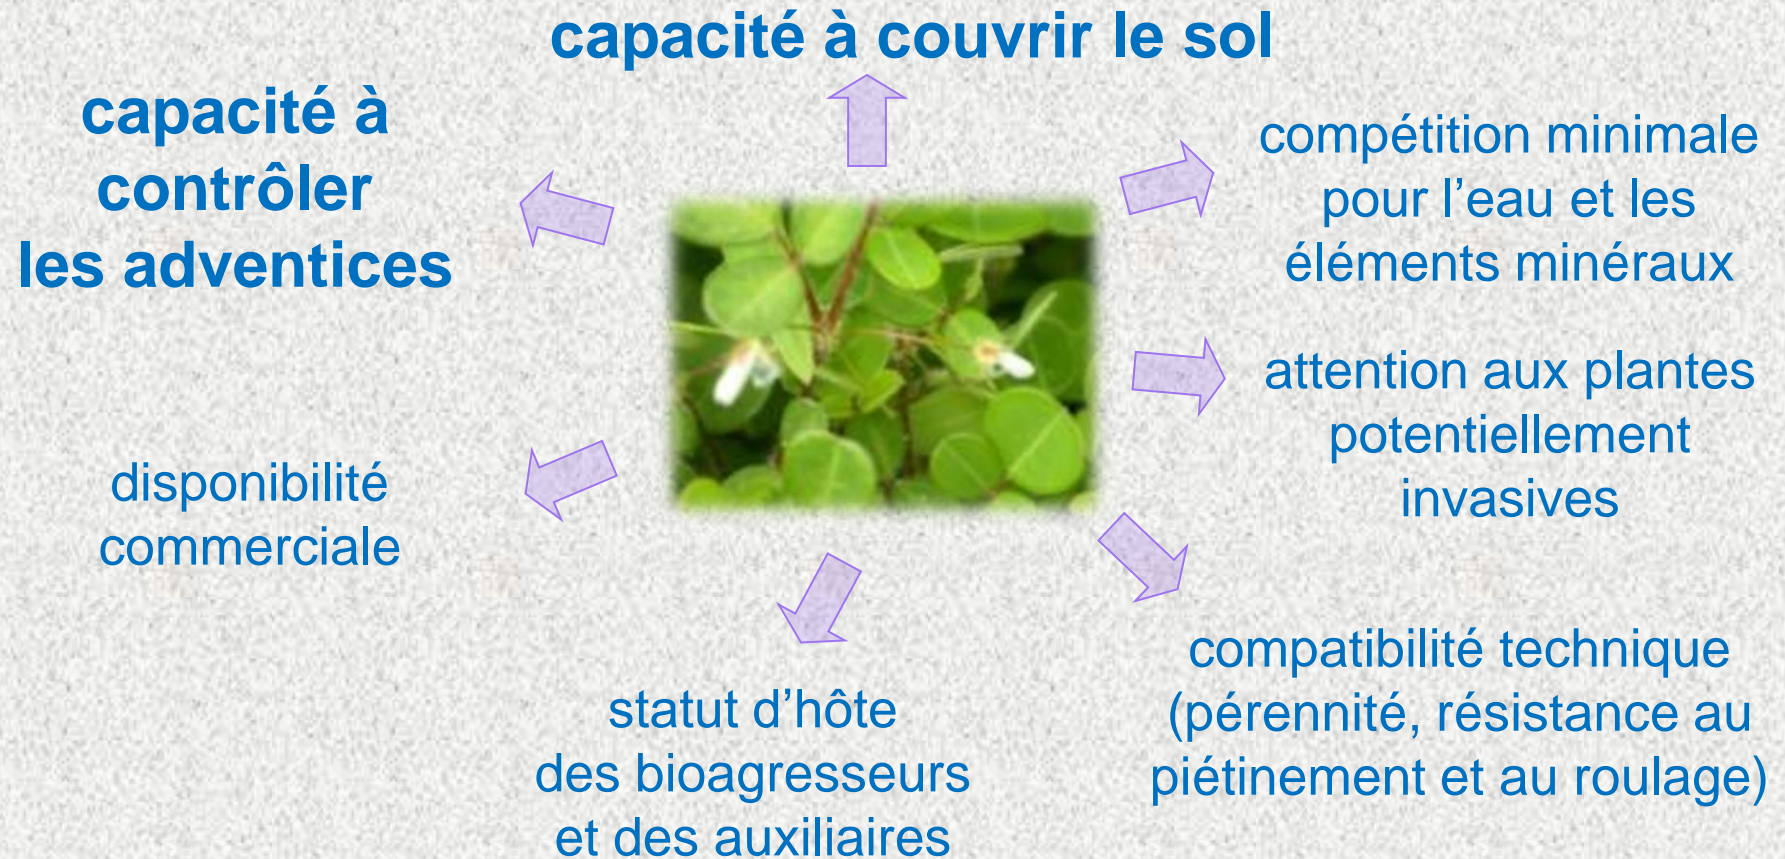 capacité à couvrir le sol
capacité à
contrôler
les adventices
compétition minimale
pour l’eau et les
éléments minéraux
attention aux plantes
potentiellement
invasives
disponibilité
commerciale
compatibilité technique
(pérennité, résistance au
piétinement et au roulage)
statut d’hôte
des bioagresseurs
et des auxiliaires